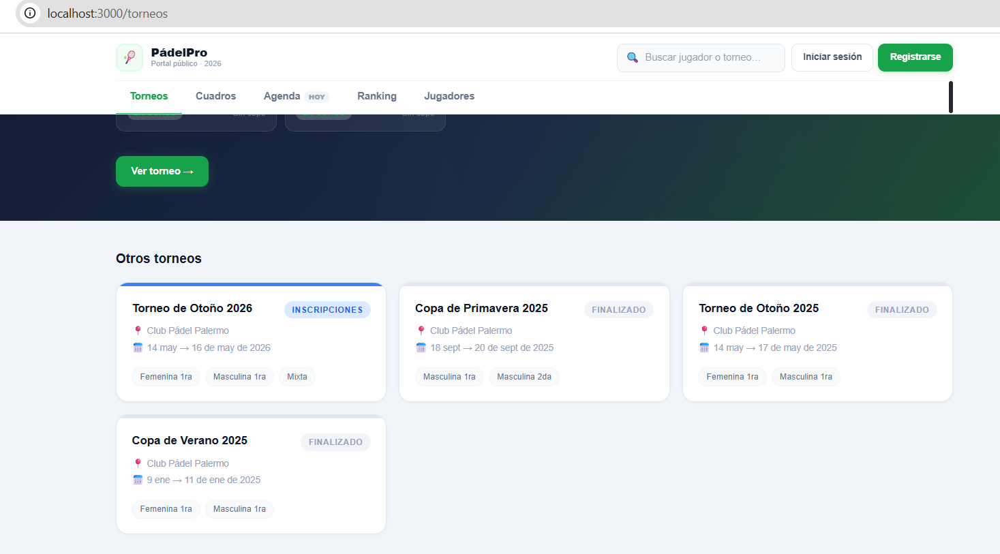 localhost:3000/torneos
PádelPro
Portal público · 2026
Buscar jugador o torneo…
Iniciar sesión
Registrarse
Torneos
Cuadros
Agenda HOY
Ranking
Jugadores
Ver torneo →
Otros torneos
Torneo de Otoño 2026
INSCRIPCIONES
Club Pádel Palermo
14 may → 16 de may de 2026
Femenina 1ra
Masculina 1ra
Mixta
Copa de Primavera 2025
FINALIZADO
Club Pádel Palermo
18 sept → 20 de sept de 2025
Masculina 1ra
Masculina 2da
Torneo de Otoño 2025
FINALIZADO
Club Pádel Palermo
14 may → 17 de may de 2025
Femenina 1ra
Masculina 1ra
Copa de Verano 2025
FINALIZADO
Club Pádel Palermo
9 ene → 11 de ene de 2025
Femenina 1ra
Masculina 1ra